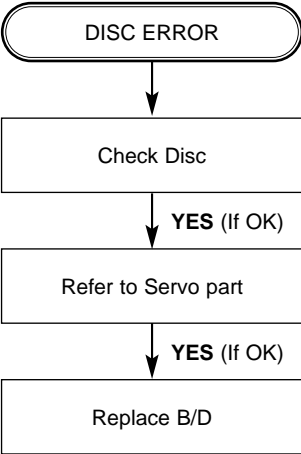 DISC ERROR
Check Disc
YES (If OK)
Refer to Servo part
YES (If OK)
Replace B/D